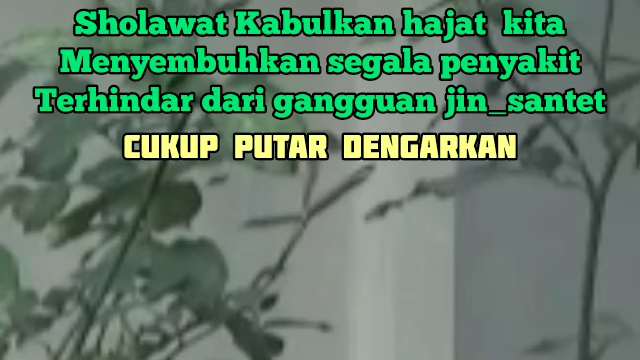 Sholawat Kabulkan hajat kita
Menyembuhkan segala penyakit
Terhindar dari gangguan jin_santet
CUKUP PUTAR DENGARKAN